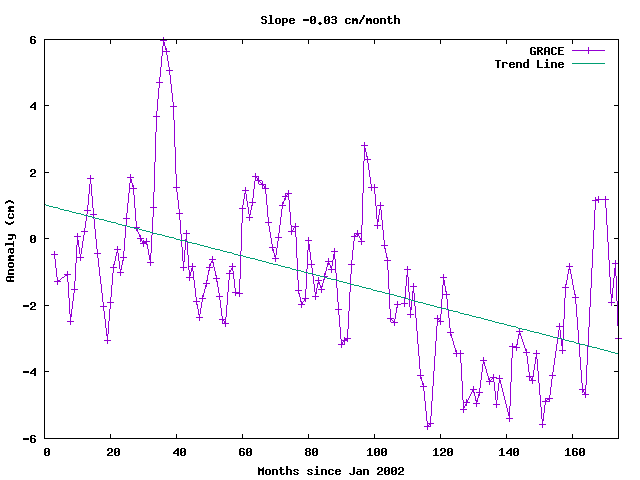 Slope -0.03 cm/month
GRACE
Trend Line
6
4
2
0
-2
-4
-6
Anomaly (cm)
0 20 40 60 80 100 120 140 160
Months since Jan 2002